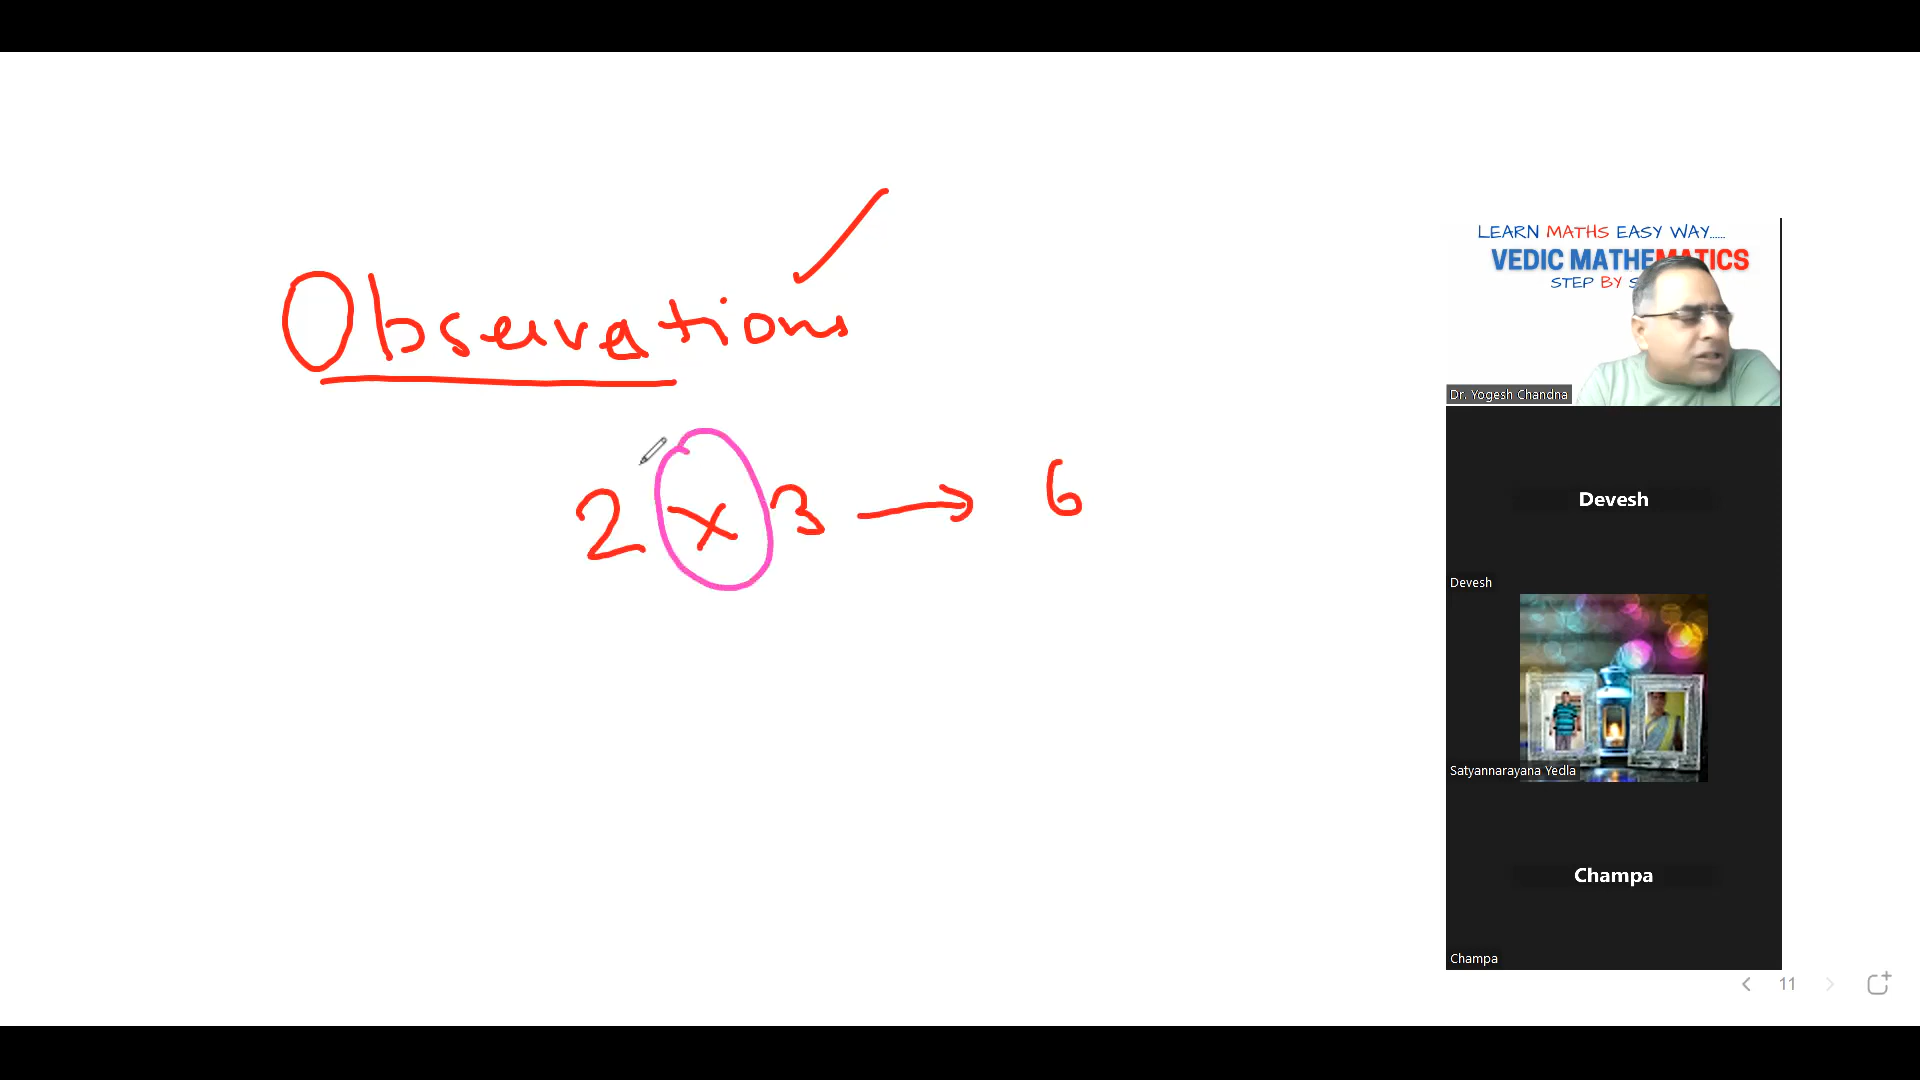 Observations
2 x 3 → 6
LEARN MATHS EASY WAY......
VEDIC MATHEMATICS
STEP BY S
Dr. Yogesh Chandna
Devesh
Devesh
Satyannarayana Yedla
Champa
Champa
11